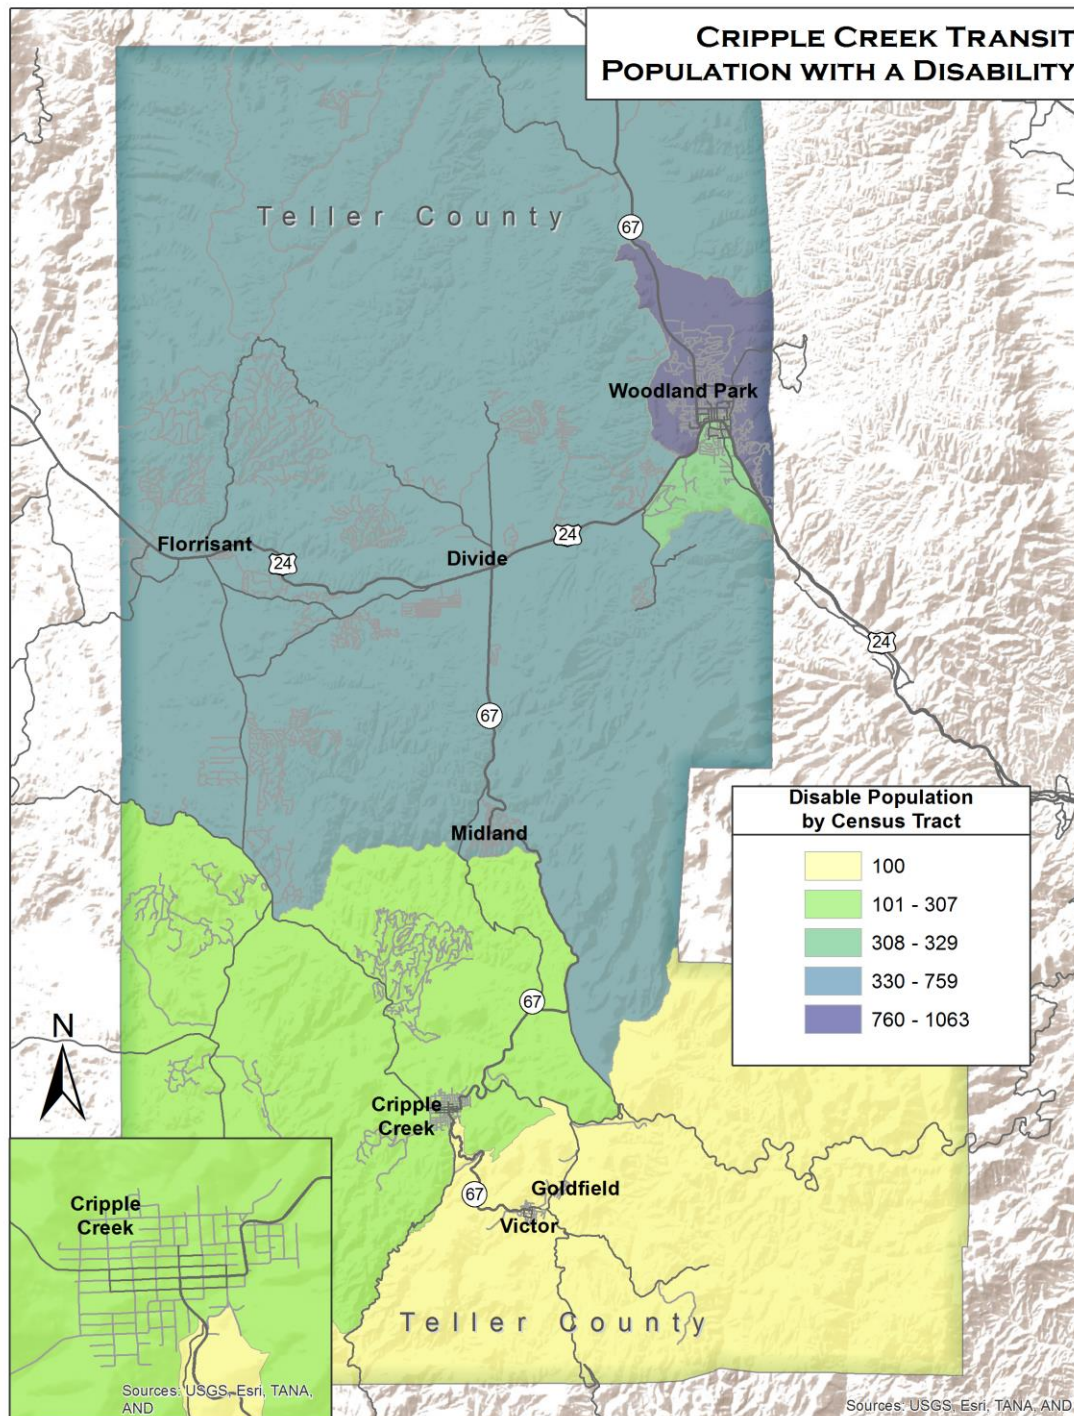 CRIPPLE CREEK TRANSIT
POPULATION WITH A DISABILITY
Teller County
67
Woodland Park
Florrisant
24
Divide
24
24
67
Midland
Disable Population
by Census Tract
100
101 - 307
308 - 329
330 - 759
760 - 1063
67
N
Cripple
Creek
67
Goldfield
Victor
Cripple
Creek
Teller County
Sources: USGS, Esri, TANA,
AND
Sources: USGS, Esri, TANA, AND